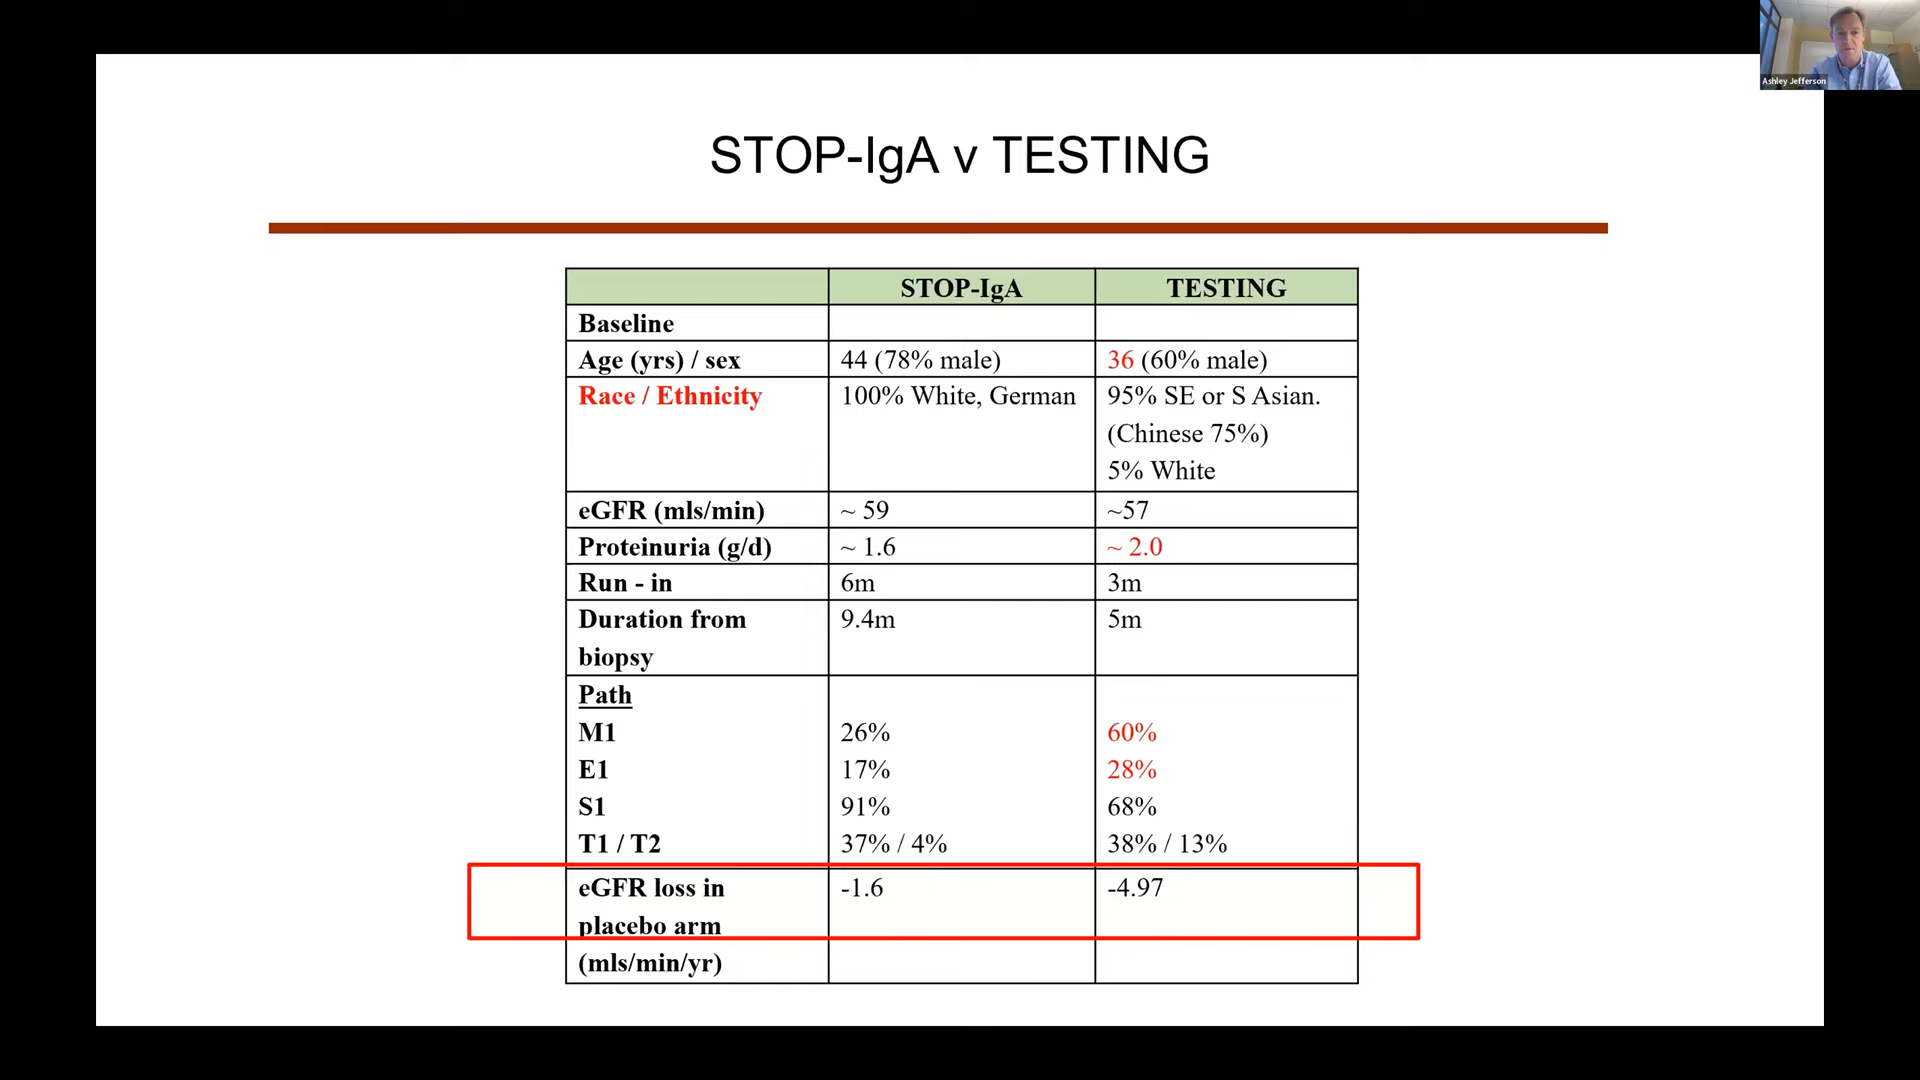 Ashley Jefferson
STOP-IgA v TESTING
STOP-IgA TESTING
Baseline
Age (yrs) / sex 44 (78% male) 36 (60% male)
Race / Ethnicity 100% White, German 95% SE or S Asian.
(Chinese 75%)
5% White
eGFR (mls/min) ~ 59 ~57
Proteinuria (g/d) ~ 1.6 ~ 2.0
Run - in 6m 3m
Duration from 9.4m 5m
biopsy
Path
M1 26% 60%
E1 17% 28%
S1 91% 68%
T1 / T2 37% / 4% 38% / 13%
eGFR loss in -1.6 -4.97
placebo arm
(mls/min/yr)